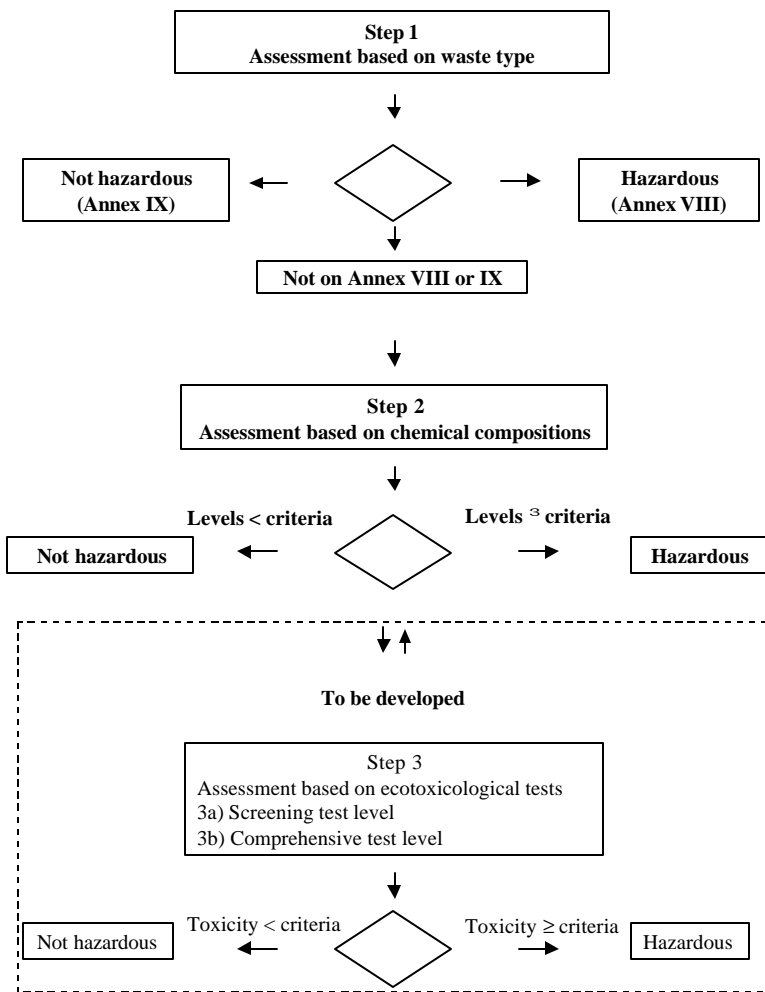 Step 1
Assessment based on waste type
Not hazardous
(Annex IX)
Hazardous
(Annex VIII)
Not on Annex VIII or IX
Step 2
Assessment based on chemical compositions
Levels < criteria
Levels ³ criteria
Not hazardous
Hazardous
To be developed
Step 3
Assessment based on ecotoxicological tests
3a) Screening test level
3b) Comprehensive test level
Toxicity < criteria
Toxicity ≥ criteria
Not hazardous
Hazardous